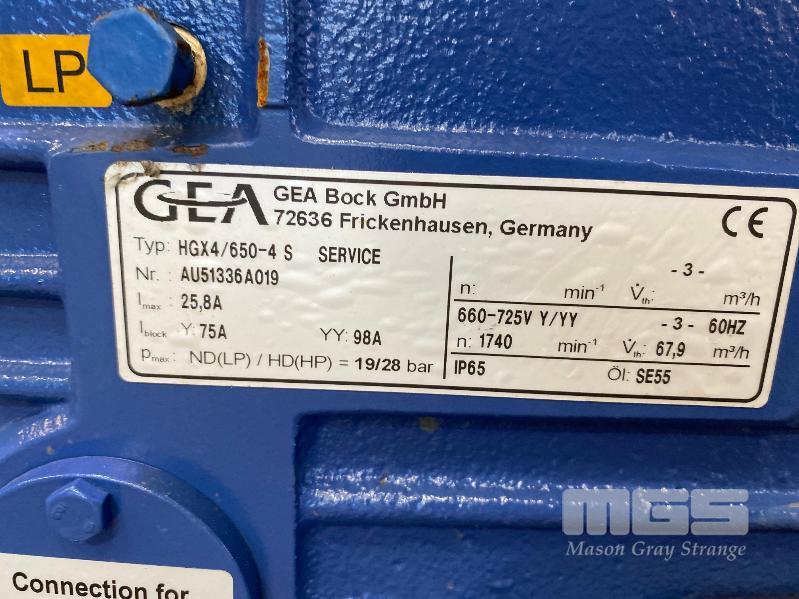 LP
GEA
GEA Bock GmbH
72636 Frickenhausen, Germany
CE
Typ: HGX4/650-4 S SERVICE
Nr. : AU51336A019
Imax : 25,8A
Iblock Y: 75A YY: 98A
pmax.: ND(LP) / HD(HP) = 19/28 bar
- 3 -
n: min-1 V̇th: m³/h
660-725V Y/YY - 3 - 60HZ
n: 1740 min-1 V̇th: 67,9 m³/h
IP65 Öl: SE55
MGS
Mason Gray Strange
Connection for